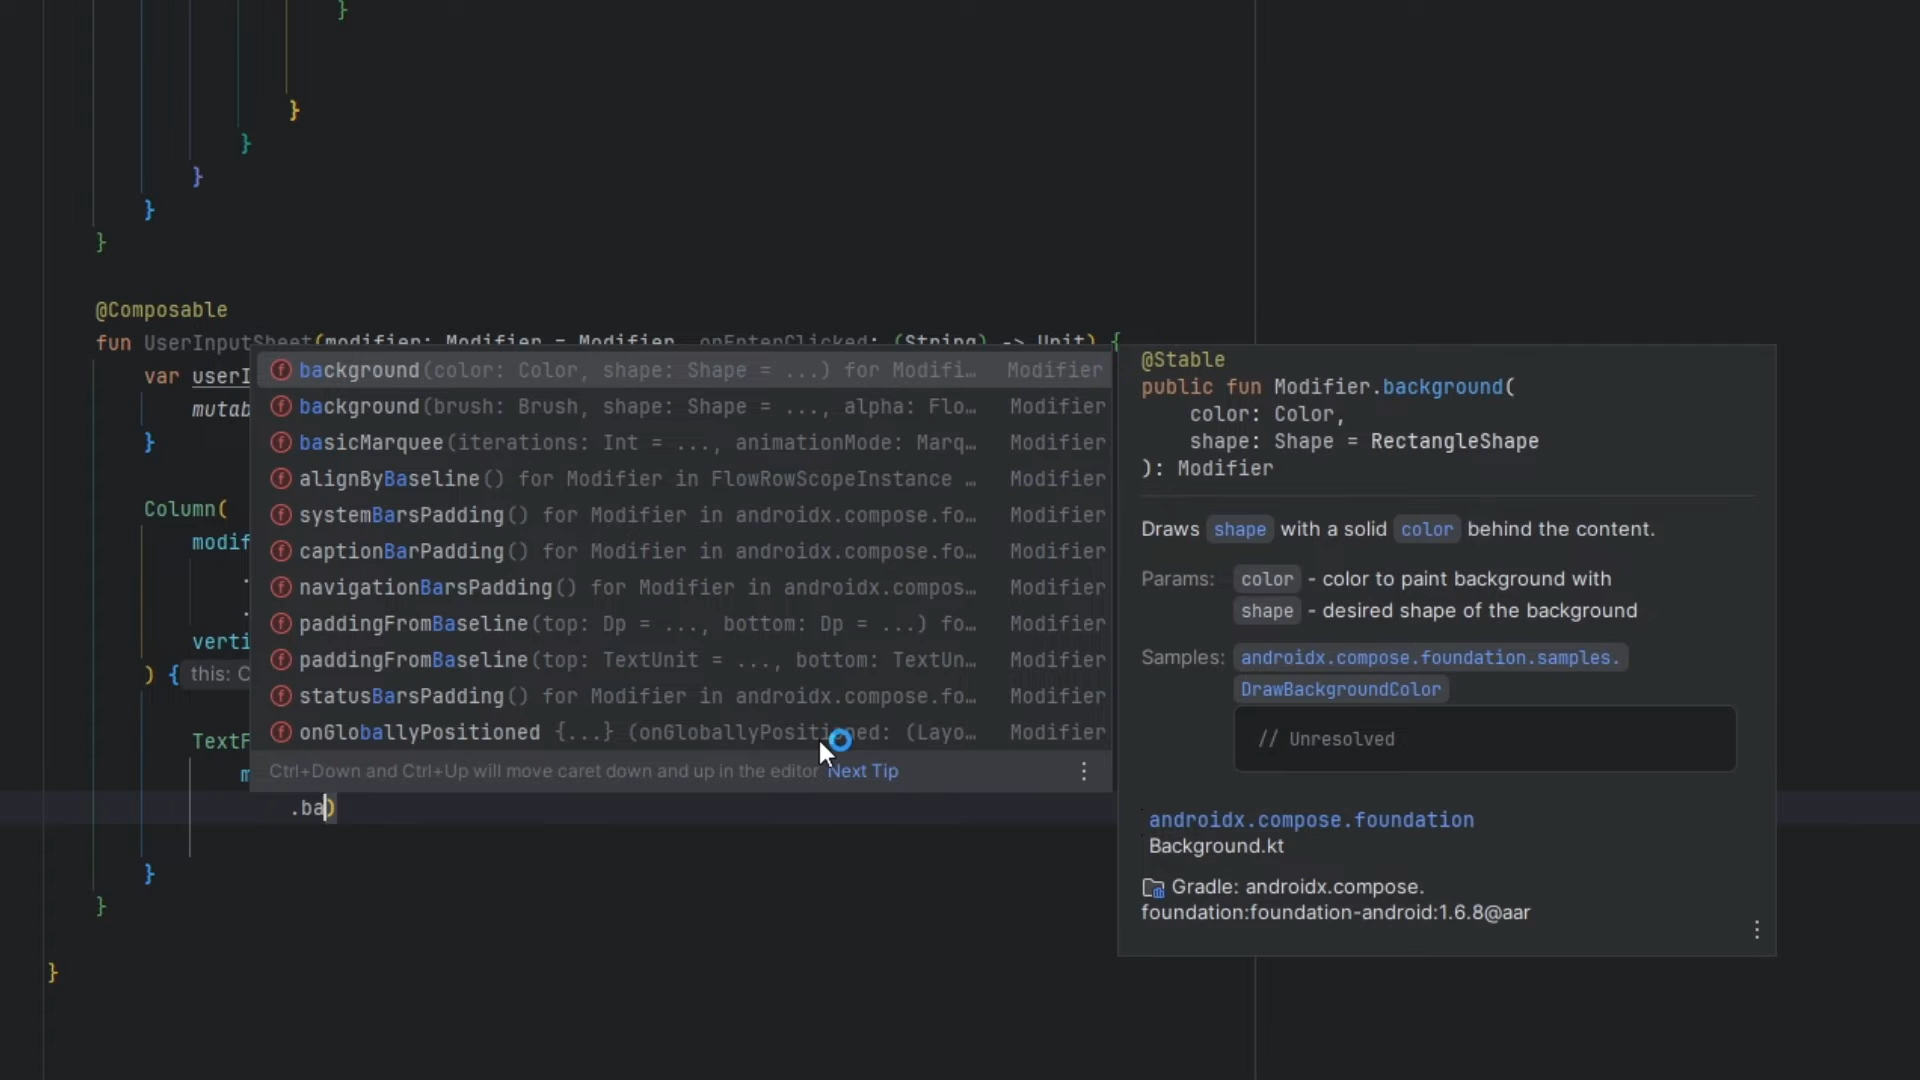 }
}
}
}
}
}
@Composable
fun UserInputSheet(modifier: Modifier = Modifier, onEnterClicked: (String) -> Unit) {
var userI
mutab
}
Column(
modif
.
.
verti
) { this: C
TextF
m
.ba)
}
}
}
background(color: Color, shape: Shape = ...) for Modifi… Modifier
background(brush: Brush, shape: Shape = ..., alpha: Flo… Modifier
basicMarquee(iterations: Int = ..., animationMode: Marq… Modifier
alignByBaseline() for Modifier in FlowRowScopeInstance … Modifier
systemBarsPadding() for Modifier in androidx.compose.fo… Modifier
captionBarPadding() for Modifier in androidx.compose.fo… Modifier
navigationBarsPadding() for Modifier in androidx.compos… Modifier
paddingFromBaseline(top: Dp = ..., bottom: Dp = ...) fo… Modifier
paddingFromBaseline(top: TextUnit = ..., bottom: TextUn… Modifier
statusBarsPadding() for Modifier in androidx.compose.fo… Modifier
onGloballyPositioned {...} (onGloballyPositioned: (Layo… Modifier
Ctrl+Down and Ctrl+Up will move caret down and up in the editor Next Tip
@Stable
public fun Modifier.background(
color: Color,
shape: Shape = RectangleShape
): Modifier
Draws shape with a solid color behind the content.
Params: color - color to paint background with
shape - desired shape of the background
Samples: androidx.compose.foundation.samples.
DrawBackgroundColor
// Unresolved
androidx.compose.foundation
Background.kt
Gradle: androidx.compose.
foundation:foundation-android:1.6.8@aar